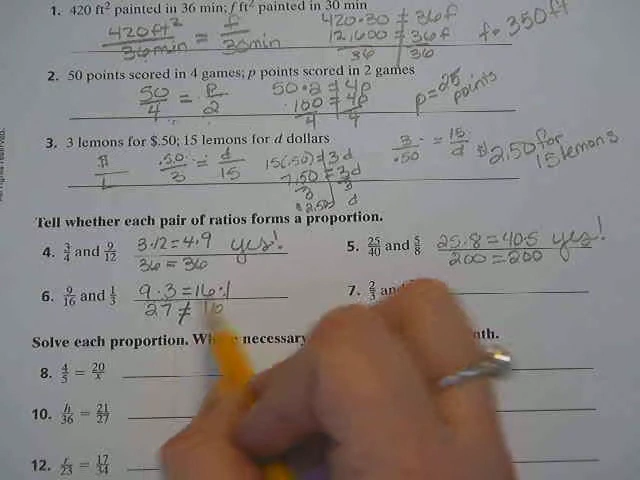 1. 420 ft² painted in 36 min; f ft² painted in 30 min
420ft²/36min = f/30min 420·30 = 36f f = 350ft
12,600 = 36f
36 36
2. 50 points scored in 4 games; p points scored in 2 games
50/4 = P/2 50·2 = 4p p = 25 points
100 = 4p
4 4
3. 3 lemons for $.50; 15 lemons for d dollars
$/L .50/3 = d/15 15(.50) = 3d 3/.50 = 15/d $2.50 for 15 lemons
7.50 = 3d
3 3
$2.50 d
Tell whether each pair of ratios forms a proportion.
4. 3/4 and 9/12 3·12 = 4·9 yes!
36 = 36
5. 25/40 and 5/8 25·8 = 40·5 yes!
200 = 200
6. 9/16 and 1/3 9·3 = 16·1
27 ≠ 16
7. 2/3 and
Solve each proportion. necessary
8. 4/5 = 20/x
10. h/36 = 21/27
12. r/23 = 17/34